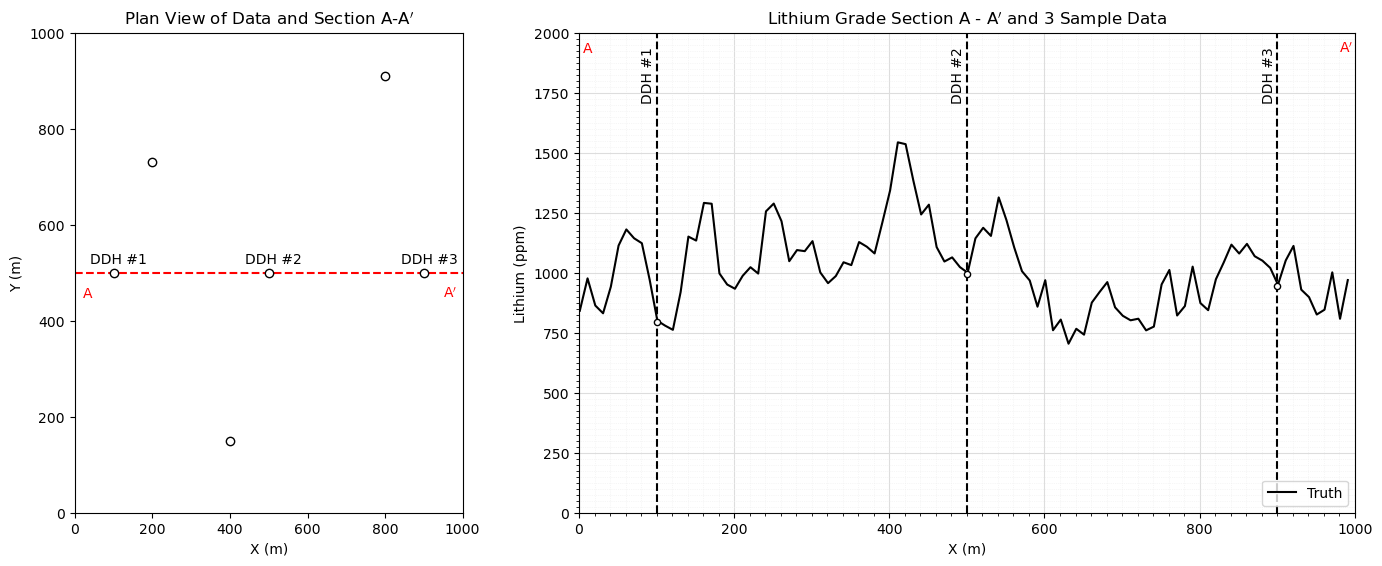 Plan View of Data and Section A-A′
1000
800
600
400
200
0
Y (m)
DDH #1
DDH #2
DDH #3
A
A′
0
200
400
600
800
1000
X (m)
Lithium Grade Section A - A′ and 3 Sample Data
2000
1750
1500
1250
1000
750
500
250
0
Lithium (ppm)
A
DDH #1
DDH #2
DDH #3
A′
Truth
0
200
400
600
800
1000
X (m)